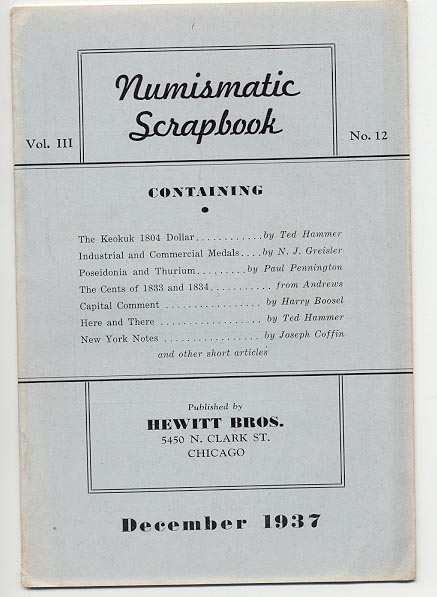 Numismatic
Scrapbook
Vol. III
No. 12
CONTAINING
The Keokuk 1804 Dollar............by Ted Hammer
Industrial and Commercial Medals....by N. J. Greisler
Poseidonia and Thurium.........by Paul Pennington
The Cents of 1833 and 1834...........from Andrews
Capital Comment .................by Harry Boosel
Here and There ..................by Ted Hammer
New York Notes .................by Joseph Coffin
and other short articles
Published by
HEWITT BROS.
5450 N. CLARK ST.
CHICAGO
December 1937